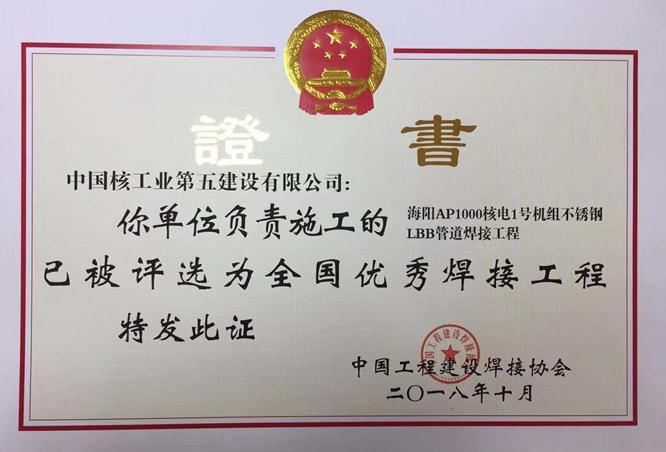 證書
中国核工业第五建设有限公司:
你单位负责施工的
海阳AP1000核电1号机组不锈钢
LBB管道焊接工程
已被评选为全国优秀焊接工程
特发此证
中国工程建设焊接协会
二〇一八年十月